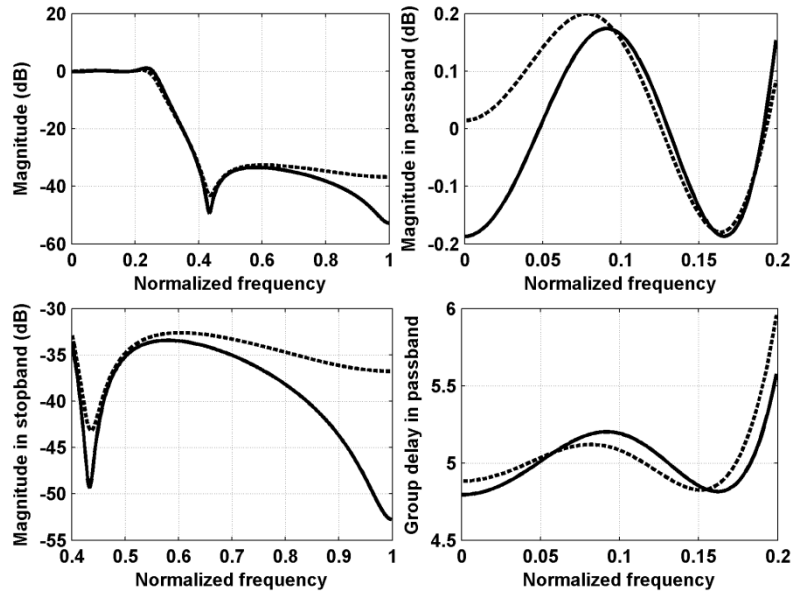 20
0
-20
-40
-60
Magnitude (dB)
0 0.2 0.4 0.6 0.8 1
Normalized frequency
0.2
0.1
0
-0.1
-0.2
Magnitude in passband (dB)
0 0.05 0.1 0.15 0.2
Normalized frequency
-30
-35
-40
-45
-50
-55
Magnitude in stopband (dB)
0.4 0.5 0.6 0.7 0.8 0.9 1
Normalized frequency
6
5.5
5
4.5
Group delay in passband
0 0.05 0.1 0.15 0.2
Normalized frequency